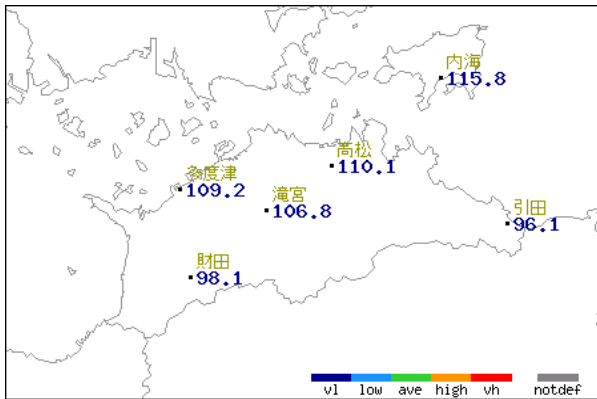 内海
115.8
高松
110.1
多度津
109.2
滝宮
106.8
引田
96.1
財田
98.1
vl low ave high vh notdef